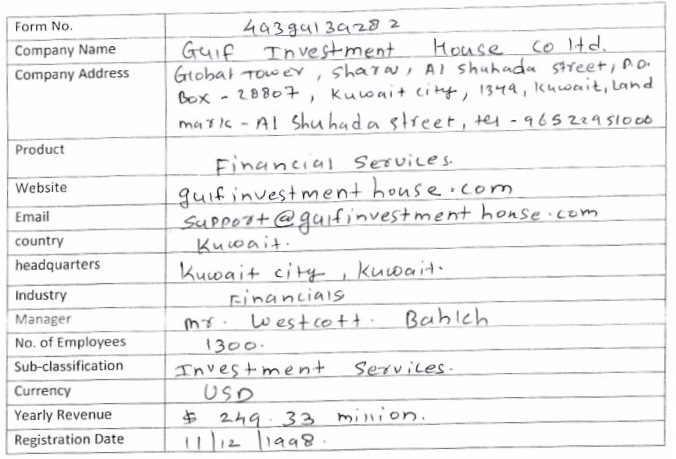 Form No. 4939413928 2
Company Name Gulf Investment House Co ltd.
Company Address Global Tower, Sharq, Al Shuhada Street, P.O.
Box - 28807, Kuwait City, 1349, Kuwait, Land
mark - Al Shuhada Street, tel - 96522951000
Product Financial Services.
Website gulfinvestmenthouse.com
Email support@gulfinvestmenthouse.com
country Kuwait.
headquarters Kuwait city, Kuwait.
Industry Financials
Manager mr. Westcott. Bahlch
No. of Employees 1300.
Sub-classification Investment Services.
Currency USD
Yearly Revenue $ 249.33 million.
Registration Date 11/12/1998.